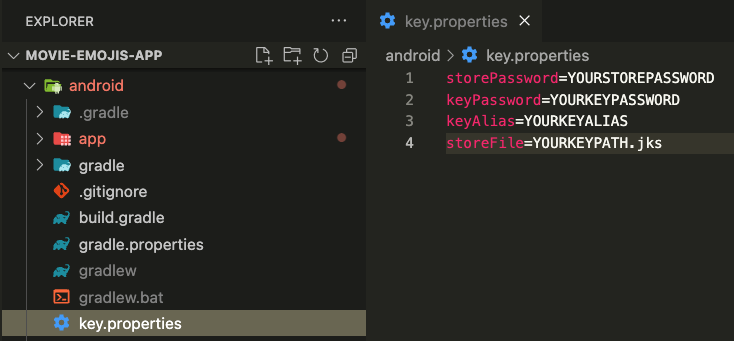 EXPLORER
MOVIE-EMOJIS-APP
android
.gradle
app
gradle
.gitignore
build.gradle
gradle.properties
gradlew
gradlew.bat
key.properties
key.properties
android > key.properties
1 storePassword=YOURSTOREPASSWORD
2 keyPassword=YOURKEYPASSWORD
3 keyAlias=YOURKEYALIAS
4 storeFile=YOURKEYPATH.jks